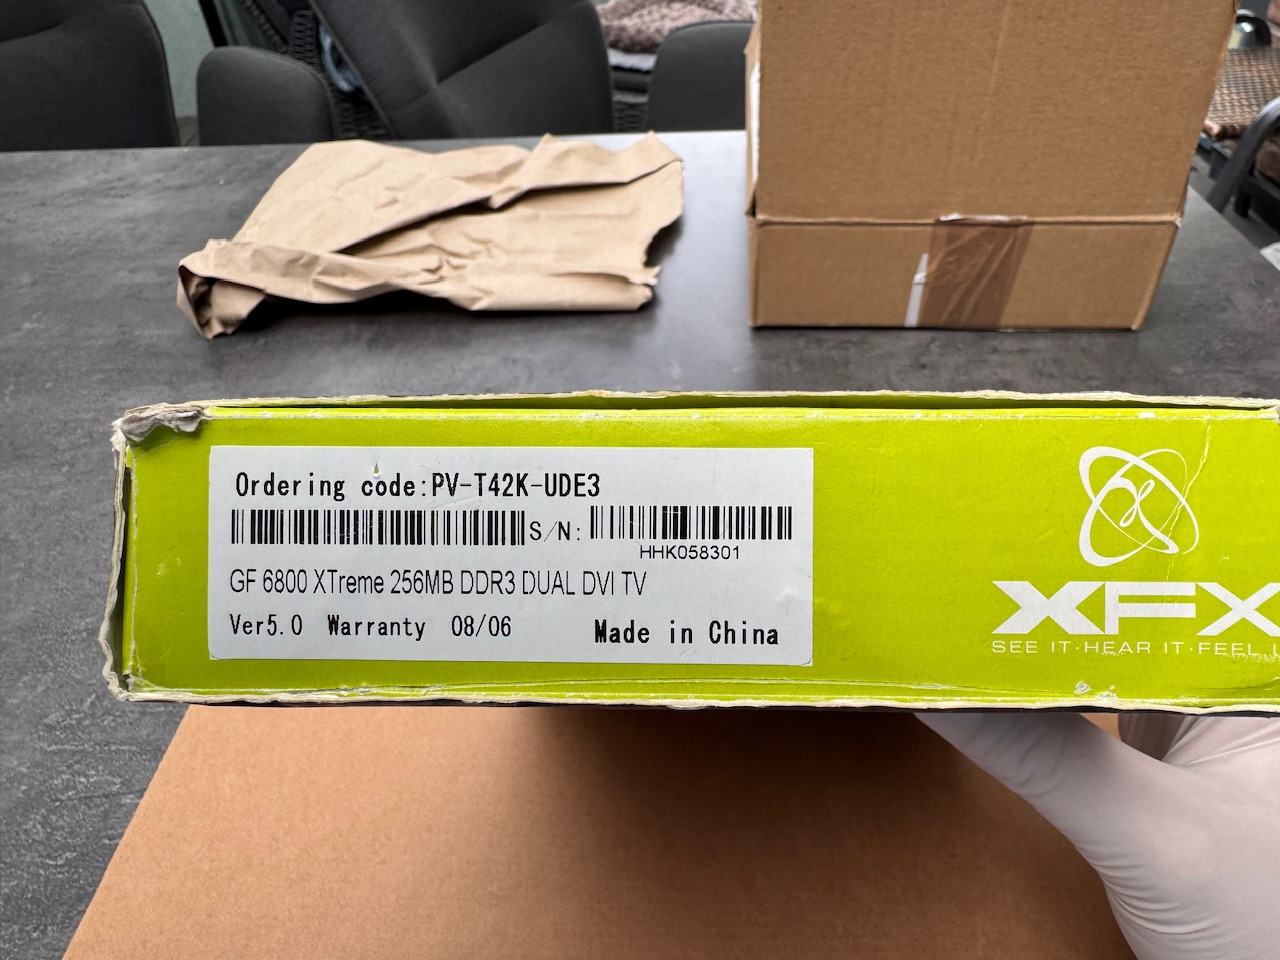 Ordering code:PV-T42K-UDE3
S/N:
HHK058301
GF 6800 XTreme 256MB DDR3 DUAL DVI TV
Ver5.0 Warranty 08/06
Made in China
XFX
SEE IT·HEAR IT·FEEL